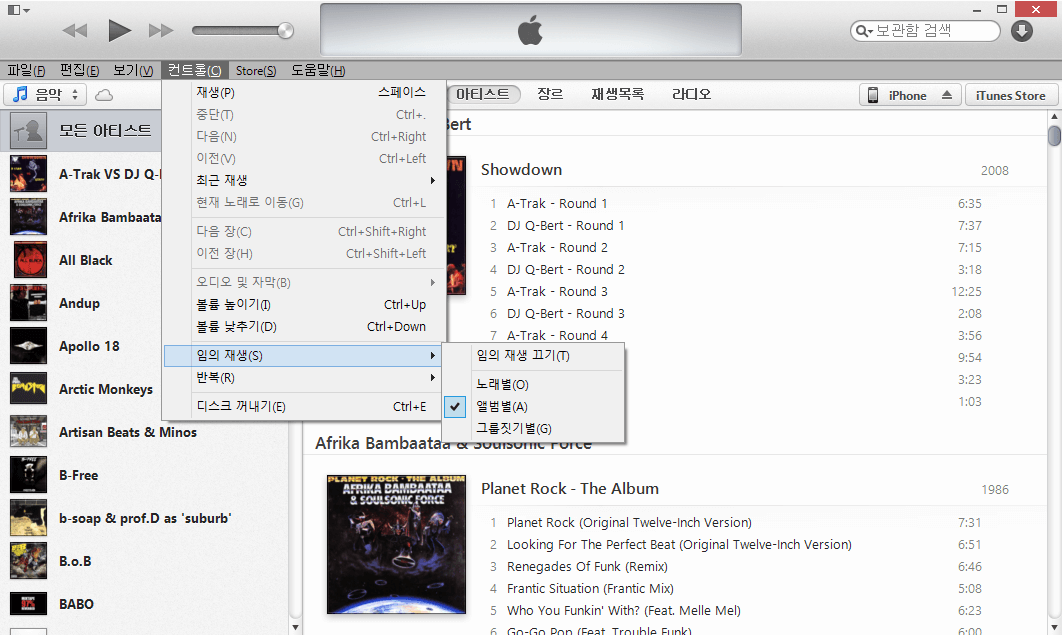 보관함 검색
파일(F) 편집(E) 보기(V) 컨트롤(C) Store(S) 도움말(H)
음악
아티스트 장르 재생목록 라디오 iPhone iTunes Store
재생(P) 스페이스
중단(T) Ctrl+.
다음(N) Ctrl+Right
이전(V) Ctrl+Left
최근 재생
현재 노래로 이동(G) Ctrl+L
다음 장(C) Ctrl+Shift+Right
이전 장(H) Ctrl+Shift+Left
오디오 및 자막(B)
볼륨 높이기(I) Ctrl+Up
볼륨 낮추기(D) Ctrl+Down
임의 재생(S)
반복(R)
디스크 꺼내기(E) Ctrl+E
임의 재생 끄기(T)
노래별(O)
앨범별(A)
그룹짓기별(G)
모든 아티스트
A-Trak VS DJ Q-
Afrika Bambaata
All Black
Andup
Apollo 18
Arctic Monkeys
Artisan Beats & Minos
B-Free
b-soap & prof.D as 'suburb'
B.o.B
BABO
Bert
Showdown 2008
1 A-Trak - Round 1 6:35
2 DJ Q-Bert - Round 1 7:37
3 A-Trak - Round 2 7:15
4 DJ Q-Bert - Round 2 3:18
5 A-Trak - Round 3 12:25
6 DJ Q-Bert - Round 3 2:08
7 A-Trak - Round 4 3:56
9:54
3:23
1:03
Afrika Bambaataa & Soulsonic Force
PLANET ROCK - THE ALBUM
AFRIKA BAMBAATAA
& SOULSONIC FORCE
Planet Rock - The Album 1986
1 Planet Rock (Original Twelve-Inch Version) 7:31
2 Looking For The Perfect Beat (Original Twelve-Inch Version) 6:51
3 Renegades Of Funk (Remix) 6:46
4 Frantic Situation (Frantic Mix) 5:08
5 Who You Funkin' With? (Feat. Melle Mel) 6:23
6 Go-Go Pop (Feat. Trouble Funk) 6:00